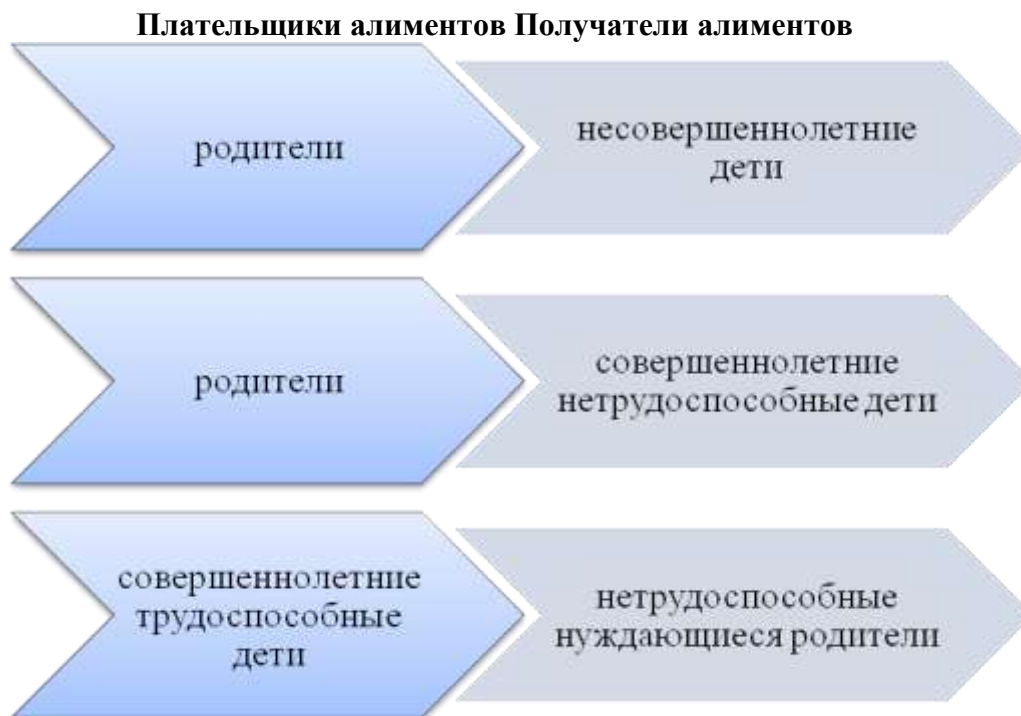 Плательщики алиментов Получатели алиментов
родители
несовершеннолетние
дети
родители
совершеннолетние
нетрудоспособные дети
совершеннолетние
трудоспособные
дети
нетрудоспособные
нуждающиеся родители